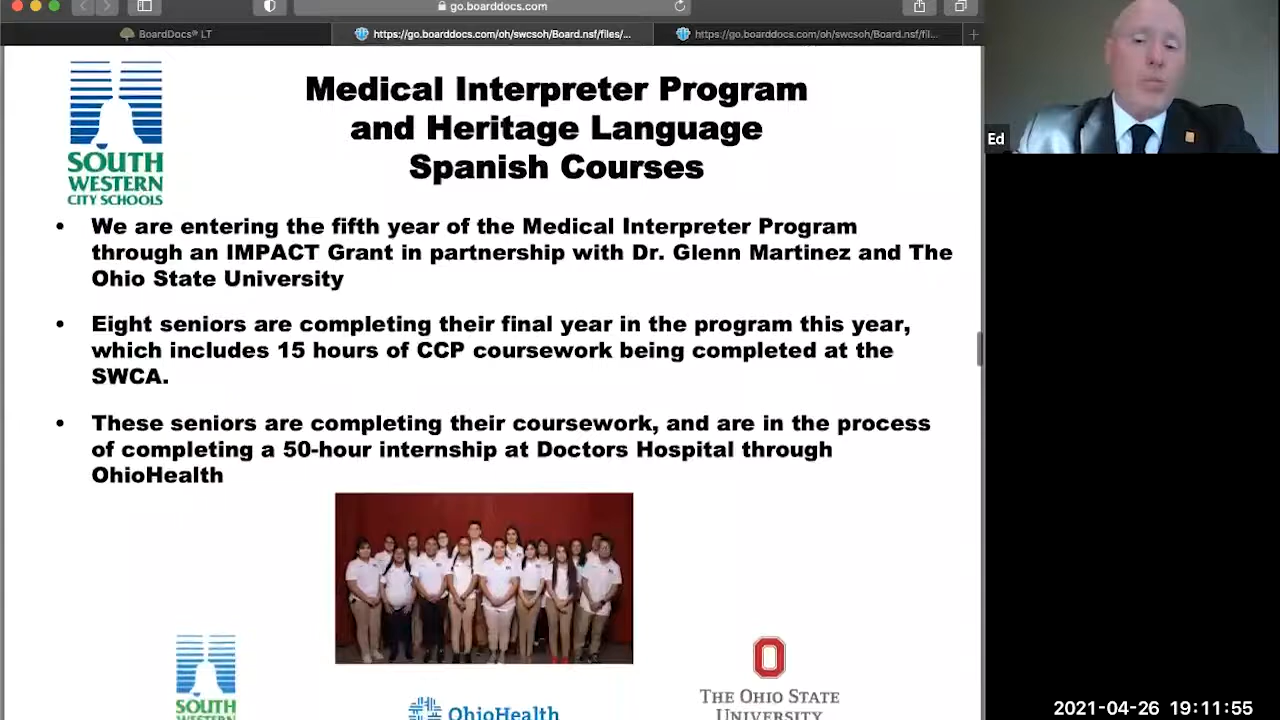 go.boarddocs.com
BoardDocs® LT
https://go.boarddocs.com/oh/swcsoh/Board.nsf/files/...
https://go.boarddocs.com/oh/swcsoh/Board.nsf/fil...
SOUTH
WESTERN
CITY SCHOOLS
Medical Interpreter Program
and Heritage Language
Spanish Courses
• We are entering the fifth year of the Medical Interpreter Program
through an IMPACT Grant in partnership with Dr. Glenn Martinez and The
Ohio State University
• Eight seniors are completing their final year in the program this year,
which includes 15 hours of CCP coursework being completed at the
SWCA.
• These seniors are completing their coursework, and are in the process
of completing a 50-hour internship at Doctors Hospital through
OhioHealth
SOUTH
WESTERN
OhioHealth
THE OHIO STATE
UNIVERSITY
Ed
2021-04-26 19:11:55